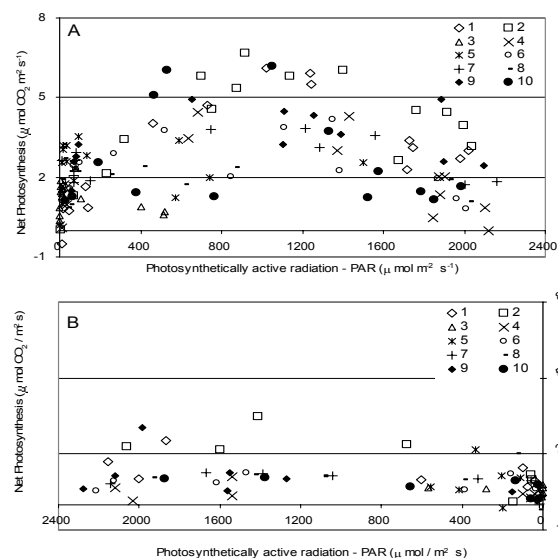 A
8
5
2
-1
Net Photosynthesis (μ mol CO2 m² s¹)
0 400 800 1200 1600 2000 2400
Photosynthetically active radiation - PAR (μ mol m² s¹)
1 2
3 4
5 6
7 8
9 10
B
Net Photosynthesis (μ mol CO2 / m² s)
1 2
3 4
5 6
7 8
9 10
2400 2000 1600 1200 800 400 0
Photosynthetically active radiation - PAR (μ mol / m² s)